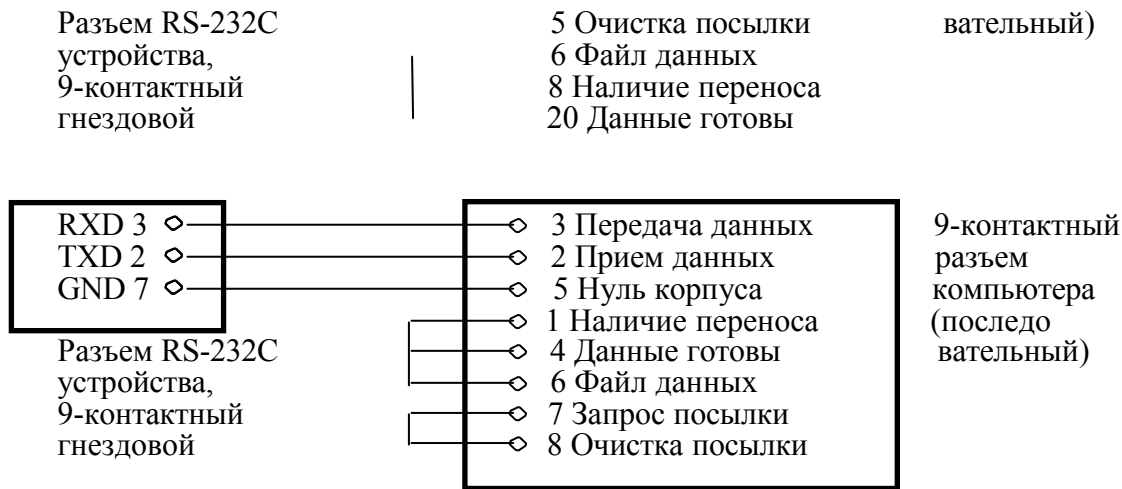 Разъем RS-232C
устройства,
9-контактный
гнездовой
5 Очистка посылки
6 Файл данных
8 Наличие переноса
20 Данные готовы
вательный)
RXD 3
TXD 2
GND 7
Разъем RS-232C
устройства,
9-контактный
гнездовой
3 Передача данных
2 Прием данных
5 Нуль корпуса
1 Наличие переноса
4 Данные готовы
6 Файл данных
7 Запрос посылки
8 Очистка посылки
9-контактный
разъем
компьютера
(последо
вательный)